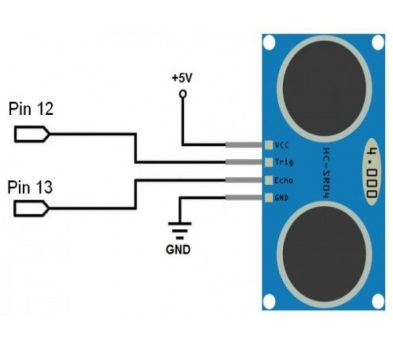 +5V
Pin 12
Pin 13
VCC
Trig
Echo
GND
GND
HC-SR04
4.000